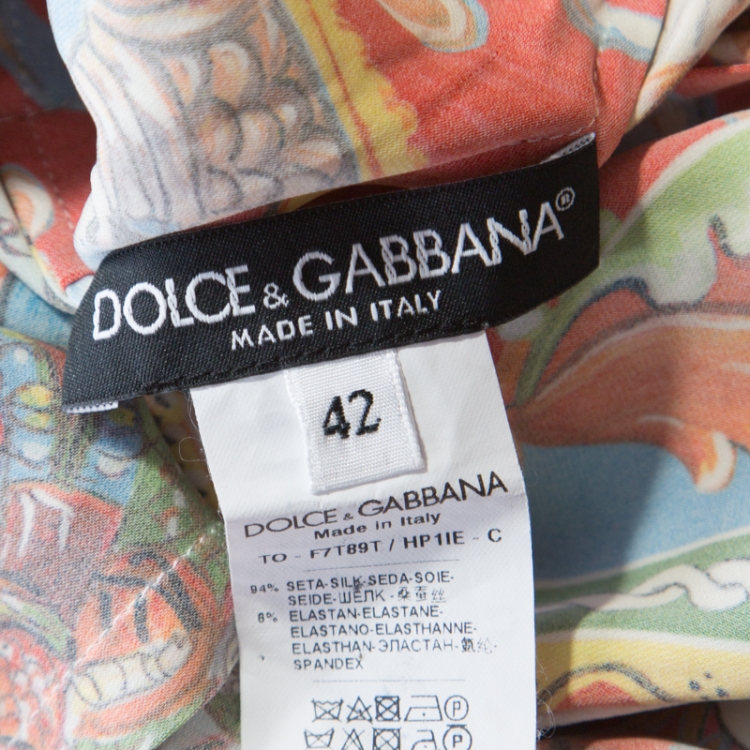 DOLCE & GABBANA®
MADE IN ITALY
42
DOLCE & GABBANA
Made in Italy
TO - F7T89T / HP1IE - C
94% SETA-SILK-SEDA-SOIE-
SEIDE-ШЕЛК-桑蚕丝
6% ELASTAN-ELASTANE-
ELASTANO-ELASTHANNE-
ELASTHAN-ЭЛАСТАН-氨纶-
SPANDEX